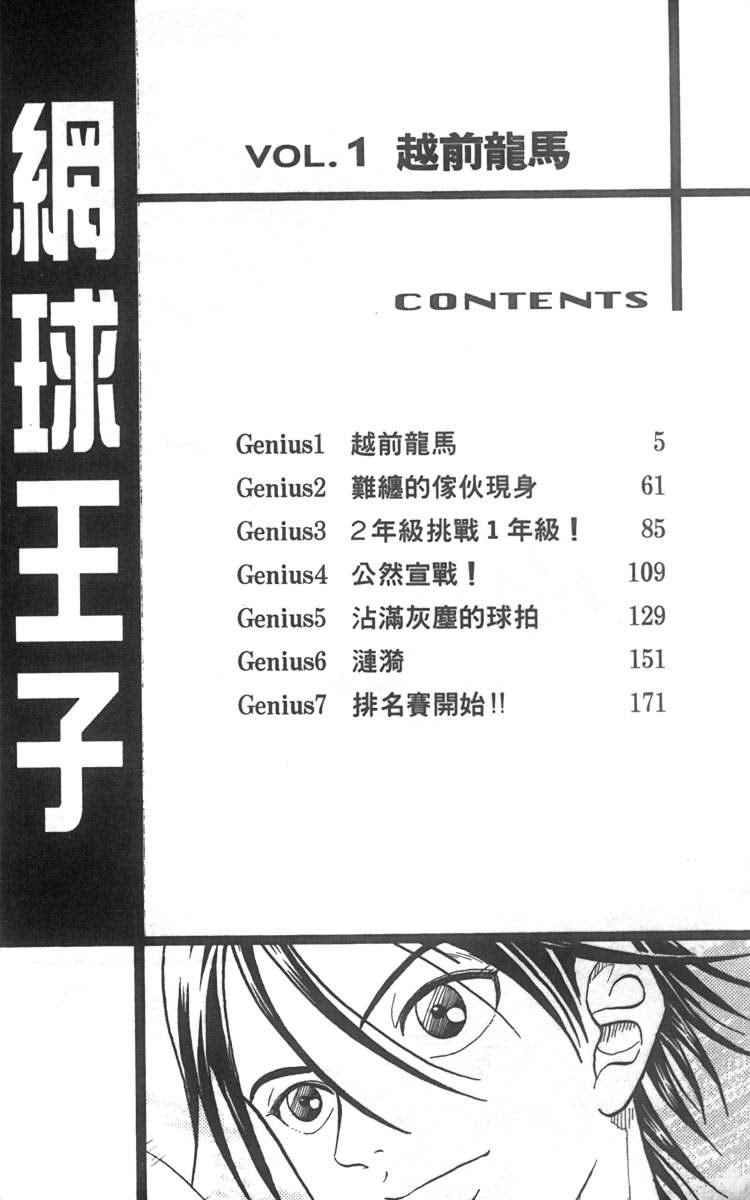 網球王子
VOL. 1 越前龍馬
CONTENTS
Genius1 越前龍馬 5
Genius2 難纏的傢伙現身 61
Genius3 2年級挑戰1年級！ 85
Genius4 公然宣戰！ 109
Genius5 沾滿灰塵的球拍 129
Genius6 漣漪 151
Genius7 排名賽開始!! 171